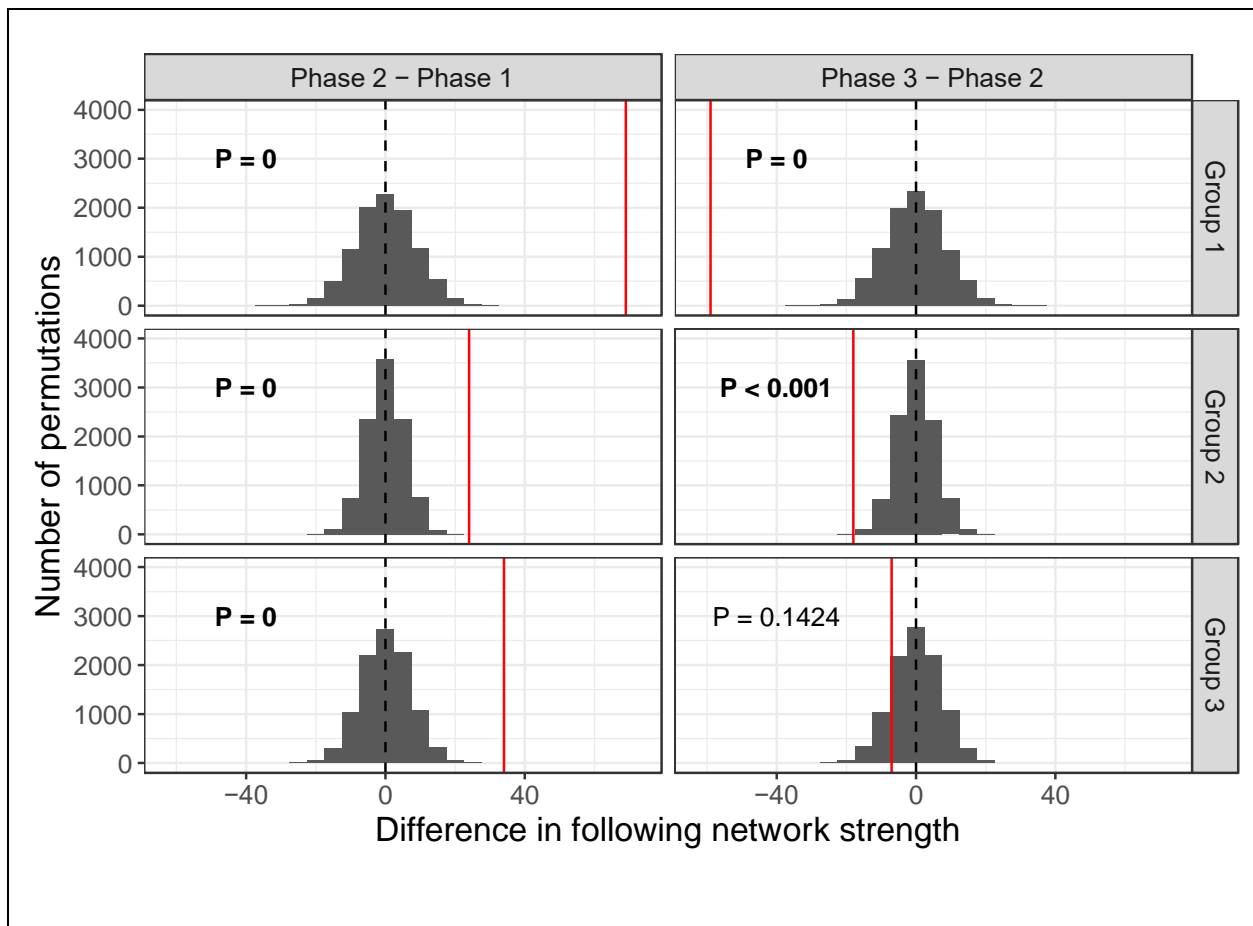 Phase 2 − Phase 1
Phase 3 − Phase 2
Number of permutations
4000
3000
2000
1000
0
P = 0
P = 0
Group 1
4000
3000
2000
1000
0
P = 0
P < 0.001
Group 2
4000
3000
2000
1000
0
P = 0
P = 0.1424
Group 3
−40
0
40
−40
0
40
Difference in following network strength